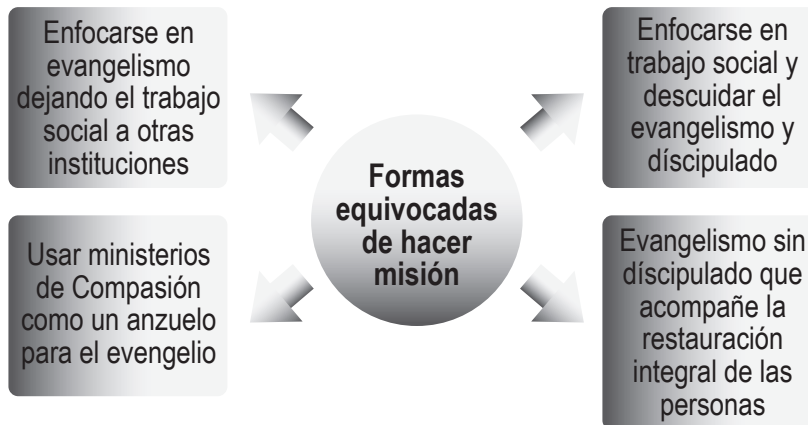 Enfocarse en
evangelismo
dejando el trabajo
social a otras
instituciones
Enfocarse en
trabajo social y
descuidar el
evangelismo y
díscipulado
Formas
equivocadas
de hacer
misión
Usar ministerios
de Compasión
como un anzuelo
para el evengelio
Evangelismo sin
díscipulado que
acompañe la
restauración
integral de las
personas